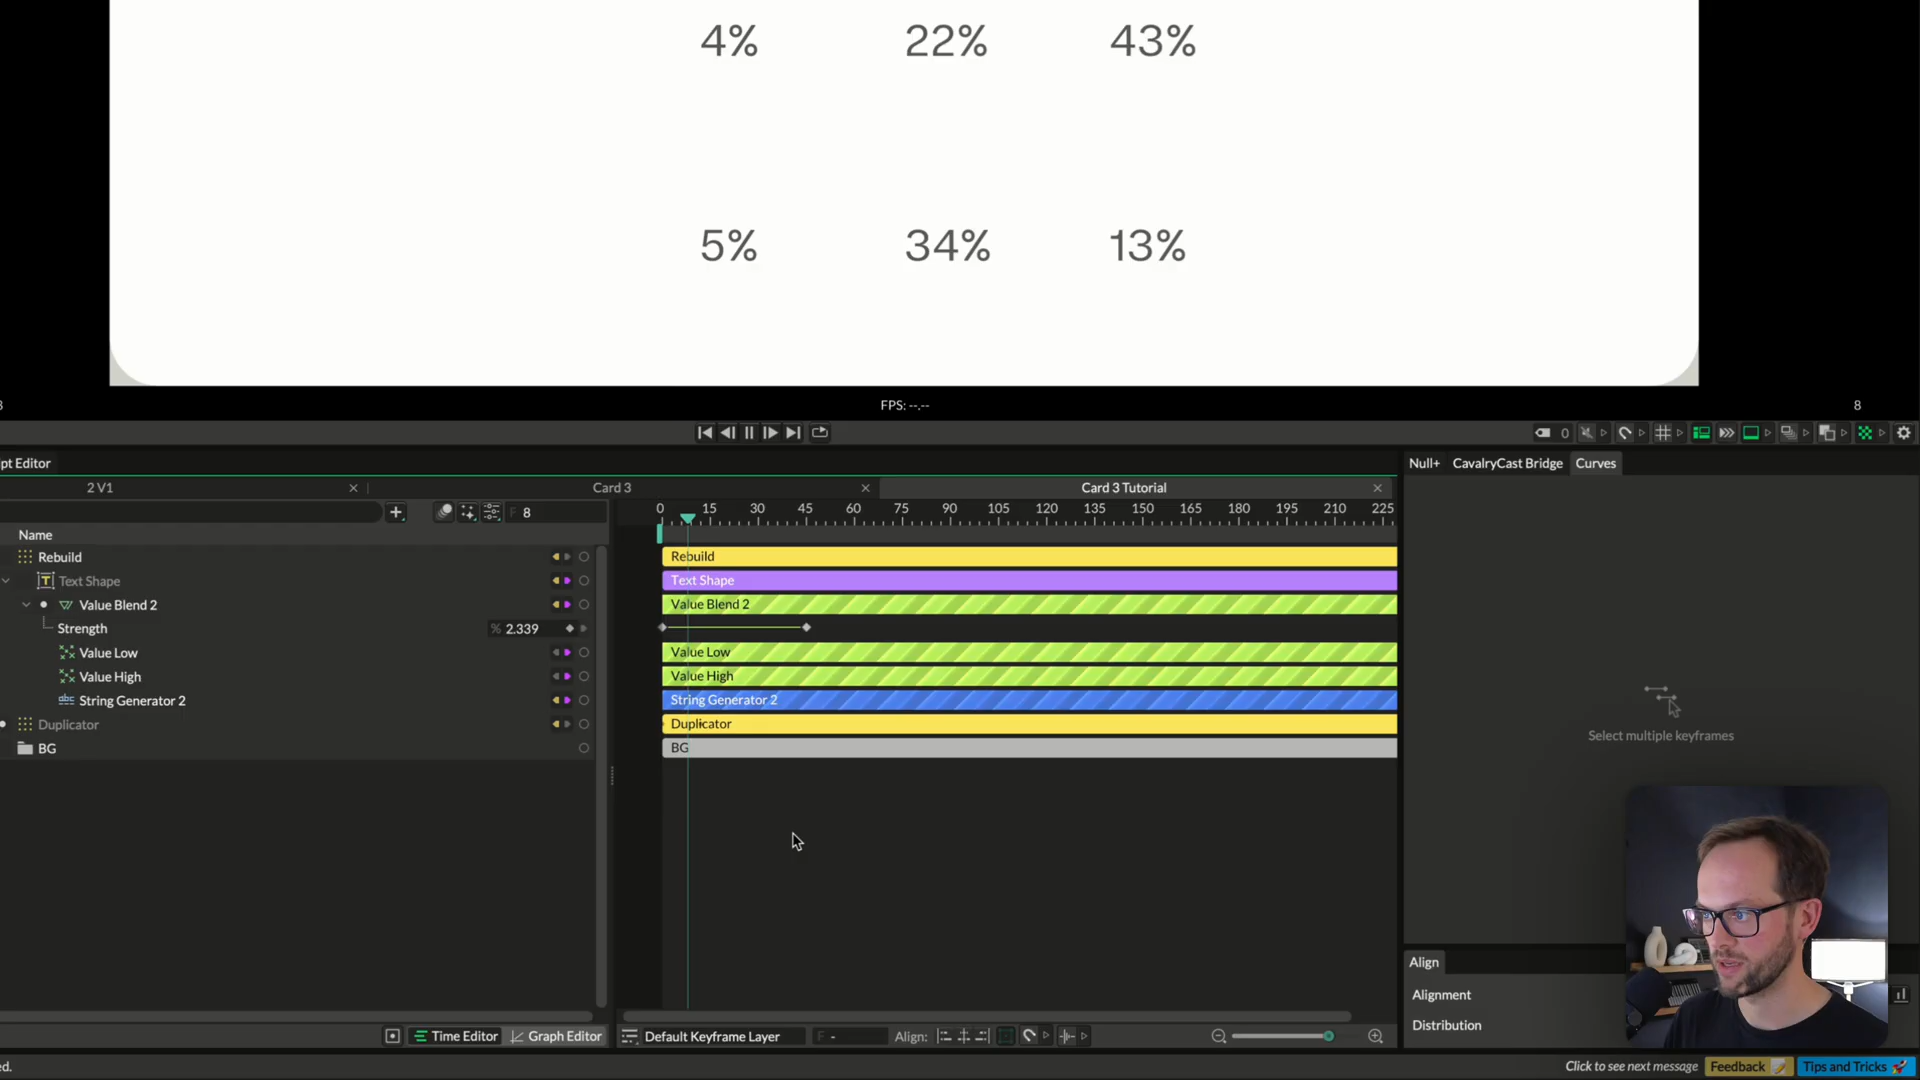 4% 22% 43%
5% 34% 13%
FPS: --.--
8
pt Editor
Null+ CavalryCast Bridge Curves
2 V1 Card 3 Card 3 Tutorial
F 8
0 15 30 45 60 75 90 105 120 135 150 165 180 195 210 225
Name
Rebuild
Rebuild
Text Shape
Text Shape
Value Blend 2
Value Blend 2
Strength % 2.339
Value Low
Value Low
Value High
Value High
String Generator 2
String Generator 2
Duplicator
Duplicator
BG
BG
0
Select multiple keyframes
Align
Alignment
Distribution
Time Editor Graph Editor Default Keyframe Layer F - Align:
ed. Click to see next message Feedback Tips and Tricks